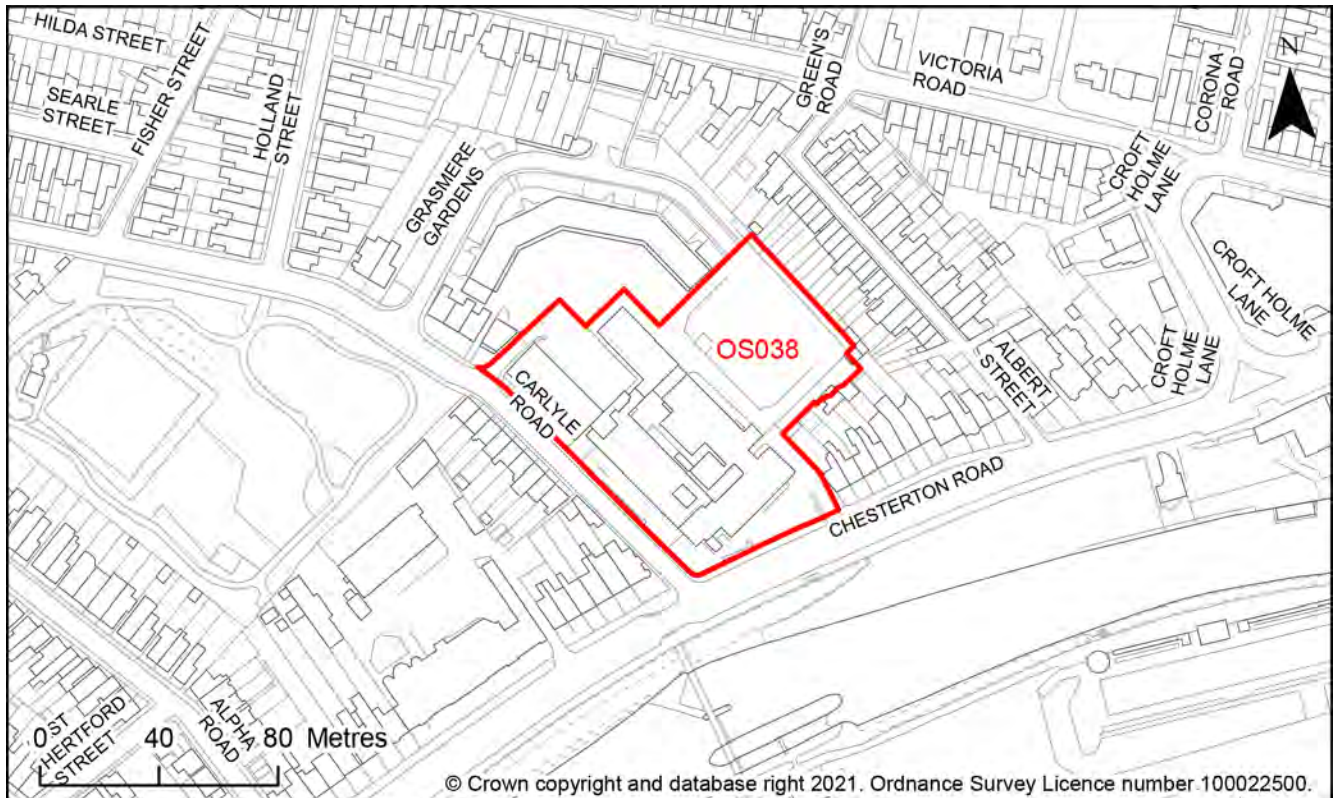 HILDA STREET
SEARLE
STREET
FISHER STREET
HOLLAND
STREET
GRASMERE
GARDENS
GREEN'S
ROAD
VICTORIA
ROAD
CORONA
ROAD
N
CROFT
HOLME
LANE
CROFT HOLME
LANE
CROFT
HOLME
LANE
ALBERT
STREET
OS038
CARLYLE
ROAD
CHESTERTON ROAD
ALPHA
ROAD
ST
HERTFORD
STREET
0 40 80 Metres
© Crown copyright and database right 2021. Ordnance Survey Licence number 100022500.